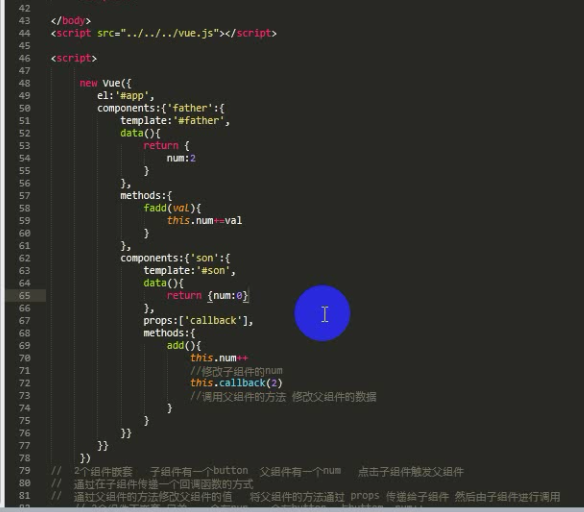 42
43 </body>
44 <script src="../../../vue.js"></script>
45
46 <script>
47
48 new Vue({
49 el:'#app',
50 components:{'father':{
51 template:'#father',
52 data(){
53 return {
54 num:2
55 }
56 },
57 methods:{
58 fadd(val){
59 this.num+=val
60 }
61 },
62 components:{'son':{
63 template:'#son',
64 data(){
65 return {num:0}
66 },
67 props:['callback'],
68 methods:{
69 add(){
70 this.num++
71 //修改子组件的num
72 this.callback(2)
73 //调用父组件的方法 修改父组件的数据
74 }
75 }
76 }}
77 }}
78 })
79 // 2个组件嵌套 子组件有一个button 父组件有一个num 点击子组件触发父组件
80 // 通过在子组件传递一个回调函数的方式
81 // 通过父组件的方法修改父组件的值 将父组件的方法通过 props 传递给子组件 然后由子组件进行调用